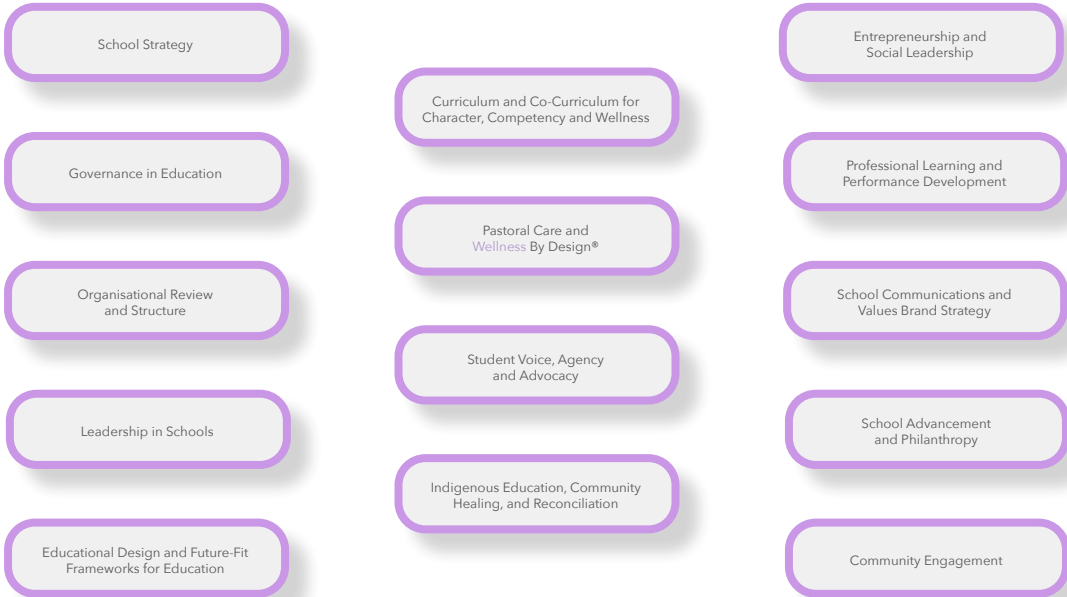 School Strategy
Governance in Education
Organisational Review
and Structure
Leadership in Schools
Educational Design and Future-Fit
Frameworks for Education
Curriculum and Co-Curriculum for
Character, Competency and Wellness
Pastoral Care and
Wellness By Design®
Student Voice, Agency
and Advocacy
Indigenous Education, Community
Healing, and Reconciliation
Entrepreneurship and
Social Leadership
Professional Learning and
Performance Development
School Communications and
Values Brand Strategy
School Advancement
and Philanthropy
Community Engagement